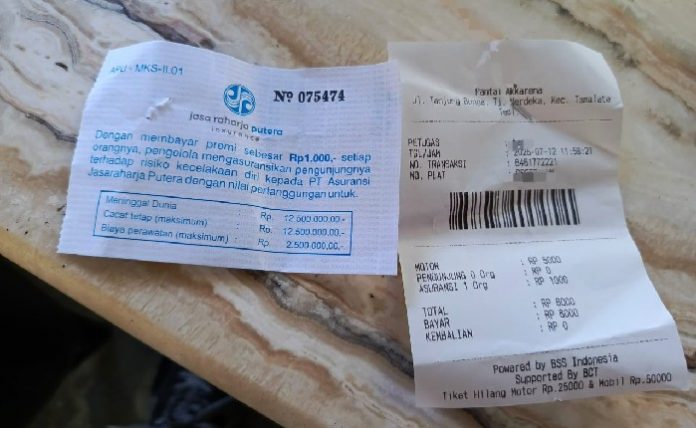 APU - MKS-II.01
Nº 075474
jasa raharja putera
insurance
Dengan membayar premi sebesar Rp1.000,- setiap
orangnya, pengelola mengasuransikan pengunjungnya
terhadap risiko kecelakaan diri kepada PT Asuransi
Jasaraharja Putera dengan nilai pertanggungan untuk.
Meninggal Dunia : Rp. 12.500.000.00,-
Cacat tetap (maksimum) : Rp. 12.500.000.00,-
Biaya perawatan (maksimum) : Rp. 2.500.000.00,-
Pantai Akkarena
Jl. Tanjung Bunga, Tj. Merdeka, Kec. Tamalate
PETUGAS :
TGL/JAM : 2025-07-12 11:56:21
NO. TRANSAKSI : 8461772221
NO. PLAT :
MOTOR : RP 5000
PENGUNJUNG 0 Org : RP 0
ASURANSI 1 Org : RP 1000
TOTAL : RP 6000
BAYAR : RP 6000
KEMBALIAN : RP 0
Powered by BSS Indonesia
Supported By BCT
Tiket Hilang Motor Rp.25000 & Mobil Rp.50000